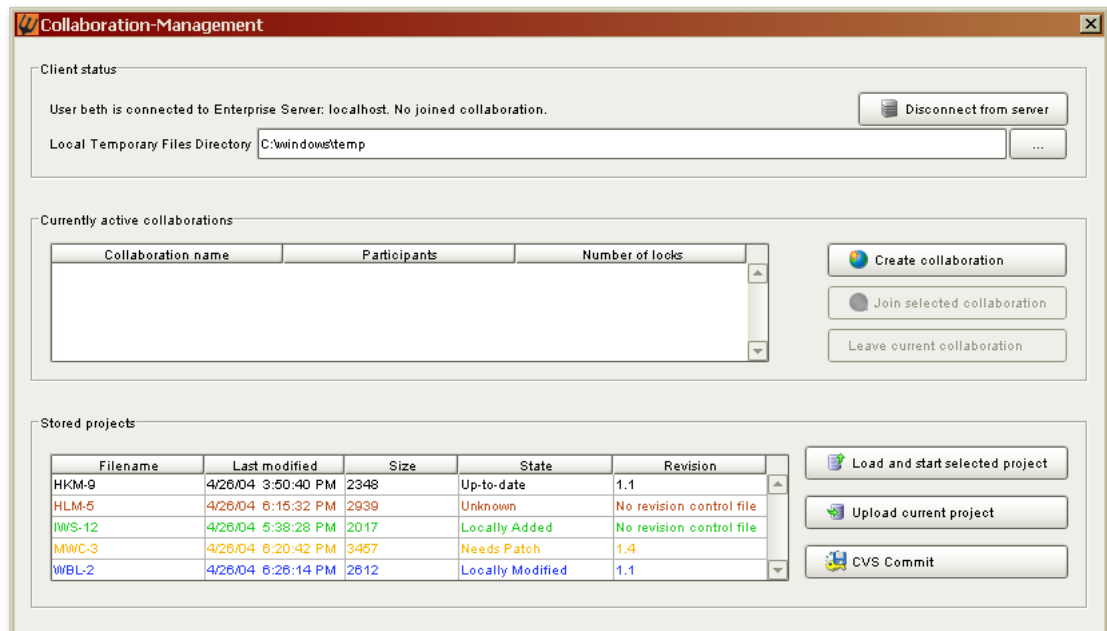 Collaboration-Management
Client status
User beth is connected to Enterprise Server: localhost. No joined collaboration.
Disconnect from server
Local Temporary Files Directory C:\windows\temp ...
Currently active collaborations
Collaboration name Participants Number of locks
Create collaboration
Join selected collaboration
Leave current collaboration
Stored projects
Filename Last modified Size State Revision
HKM-9 4/26/04 3:50:40 PM 2348 Up-to-date 1.1
HLM-5 4/26/04 6:15:32 PM 2939 Unknown No revision control file
IWS-12 4/26/04 5:38:28 PM 2017 Locally Added No revision control file
MWC-3 4/26/04 6:20:42 PM 3457 Needs Patch 1.4
WBL-2 4/26/04 6:26:14 PM 2612 Locally Modified 1.1
Load and start selected project
Upload current project
CVS Commit